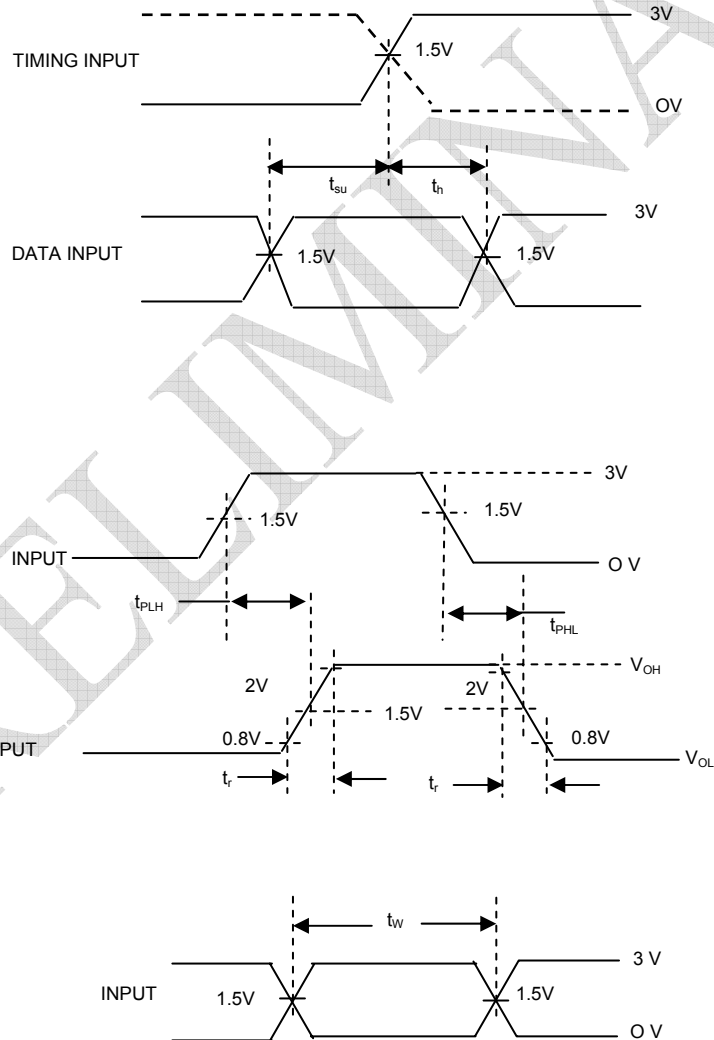 3V
TIMING INPUT
1.5V
OV
tsu
th
3V
DATA INPUT
1.5V
1.5V
3V
1.5V
1.5V
INPUT
O V
tPLH
tPHL
VOH
2V
2V
1.5V
0.8V
0.8V
PUT
VOL
tr
tr
tW
3 V
INPUT
1.5V
1.5V
O V
RELIMINA